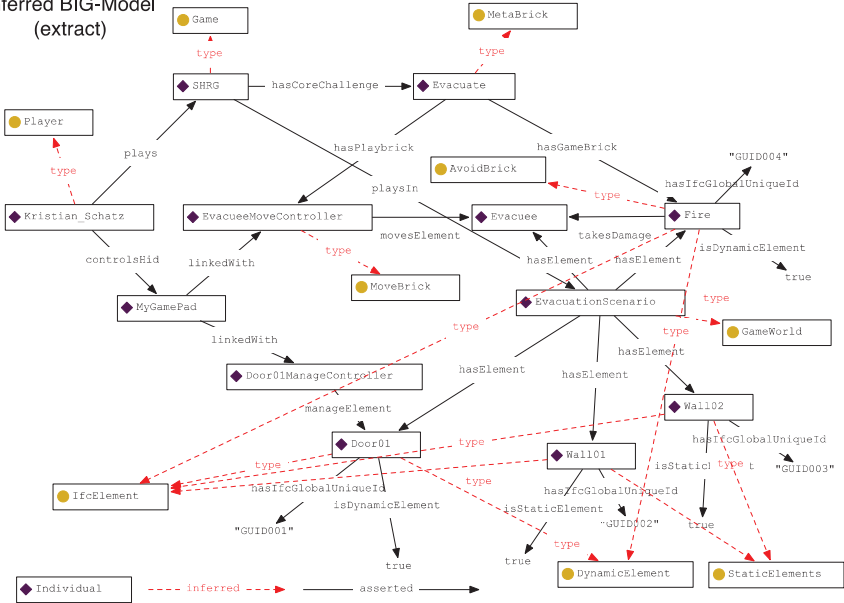 ferred BIG-Model
(extract)
Game
MetaBrick
type
type
SHRG
hasCoreChallenge
Evacuate
Player
plays
hasPlaybrick
hasGameBrick
"GUID004"
type
AvoidBrick
playsIn
type
hasIfcGlobalUniqueId
Kristian_Schatz
EvacueeMoveController
Evacuee
Fire
movesElement
takesDamage
isDynamicElement
controlsHid
linkedWith
type
hasElement
hasElement
true
MyGamePad
MoveBrick
EvacuationScenario
type
type
type
GameWorld
linkedWith
hasElement
hasElement
hasElement
Door01ManageController
manageElement
Wall02
Door01
type
hasIfcGlobalUniqueId
Wall01
type
type
type
"GUID003"
IfcElement
hasIfcGlobalUniqueId
isDynamicElement
hasIfcGlobalUniqueId
isStaticElement
"GUID001"
"GUID002"
true
true
true
type
DynamicElement
StaticElements
Individual
inferred
asserted